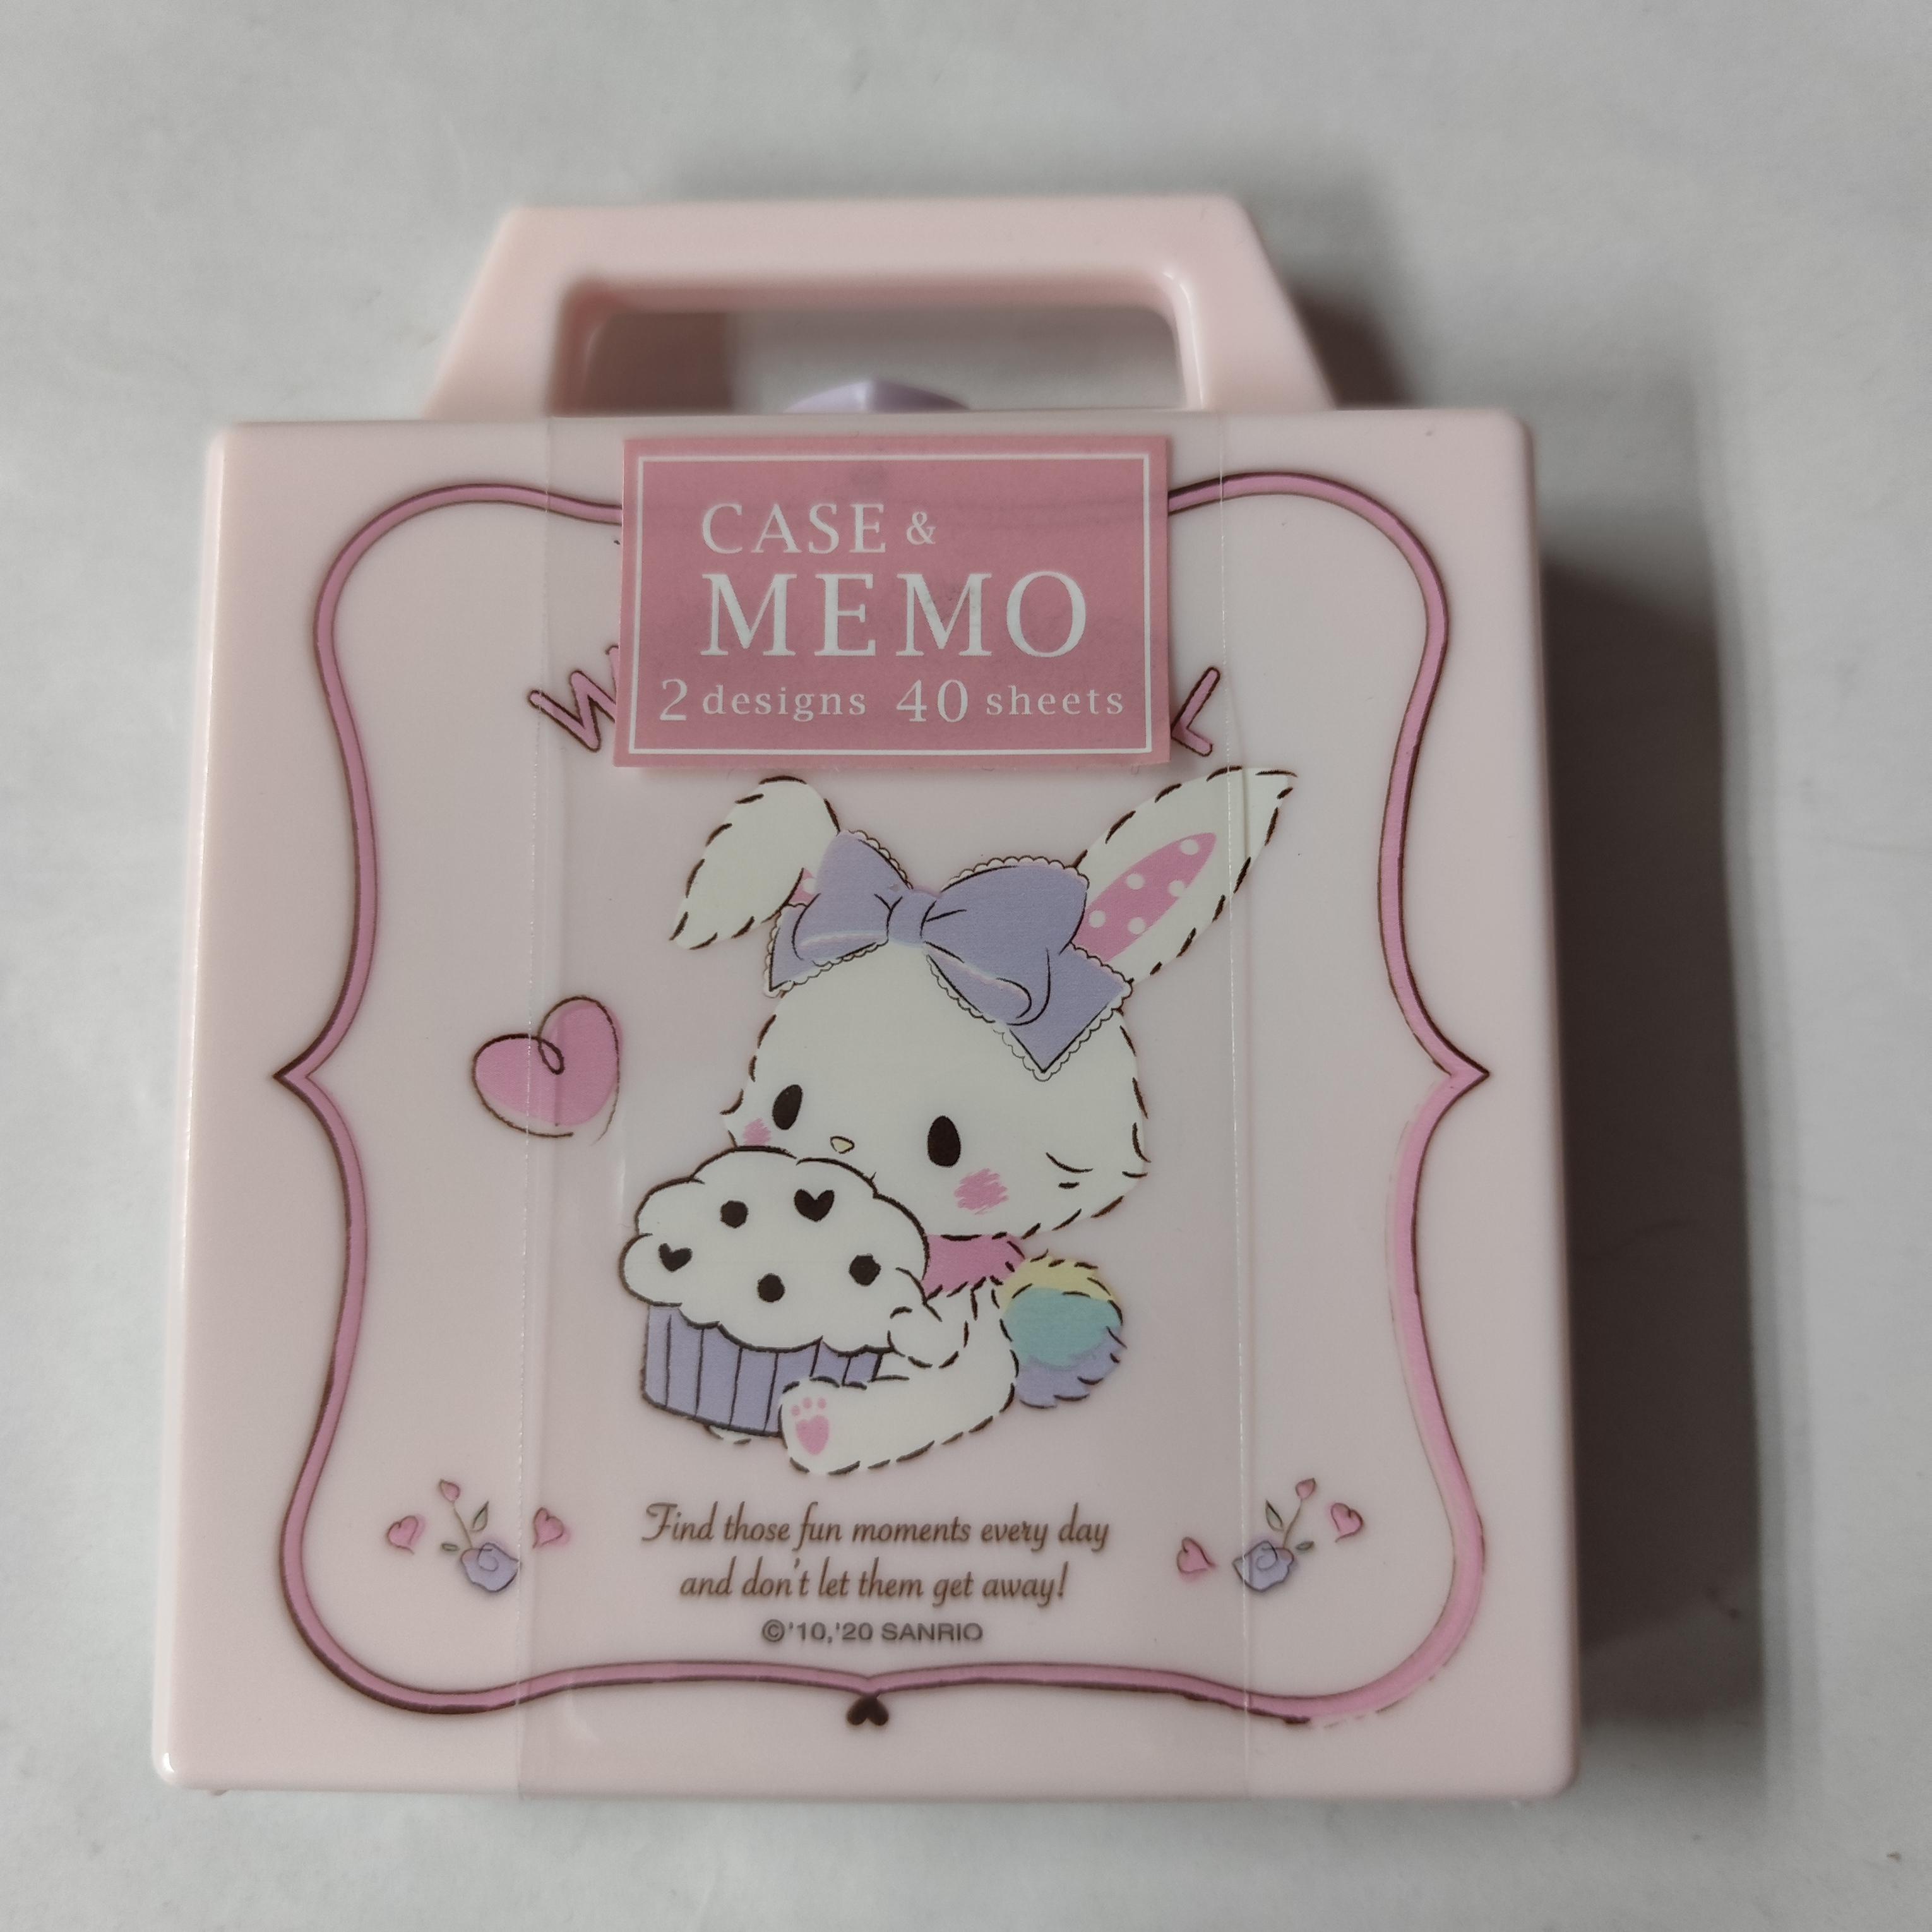 CASE &
MEMO
2 designs 40 sheets
Find those fun moments every day
and don't let them get away!
©'10,'20 SANRIO